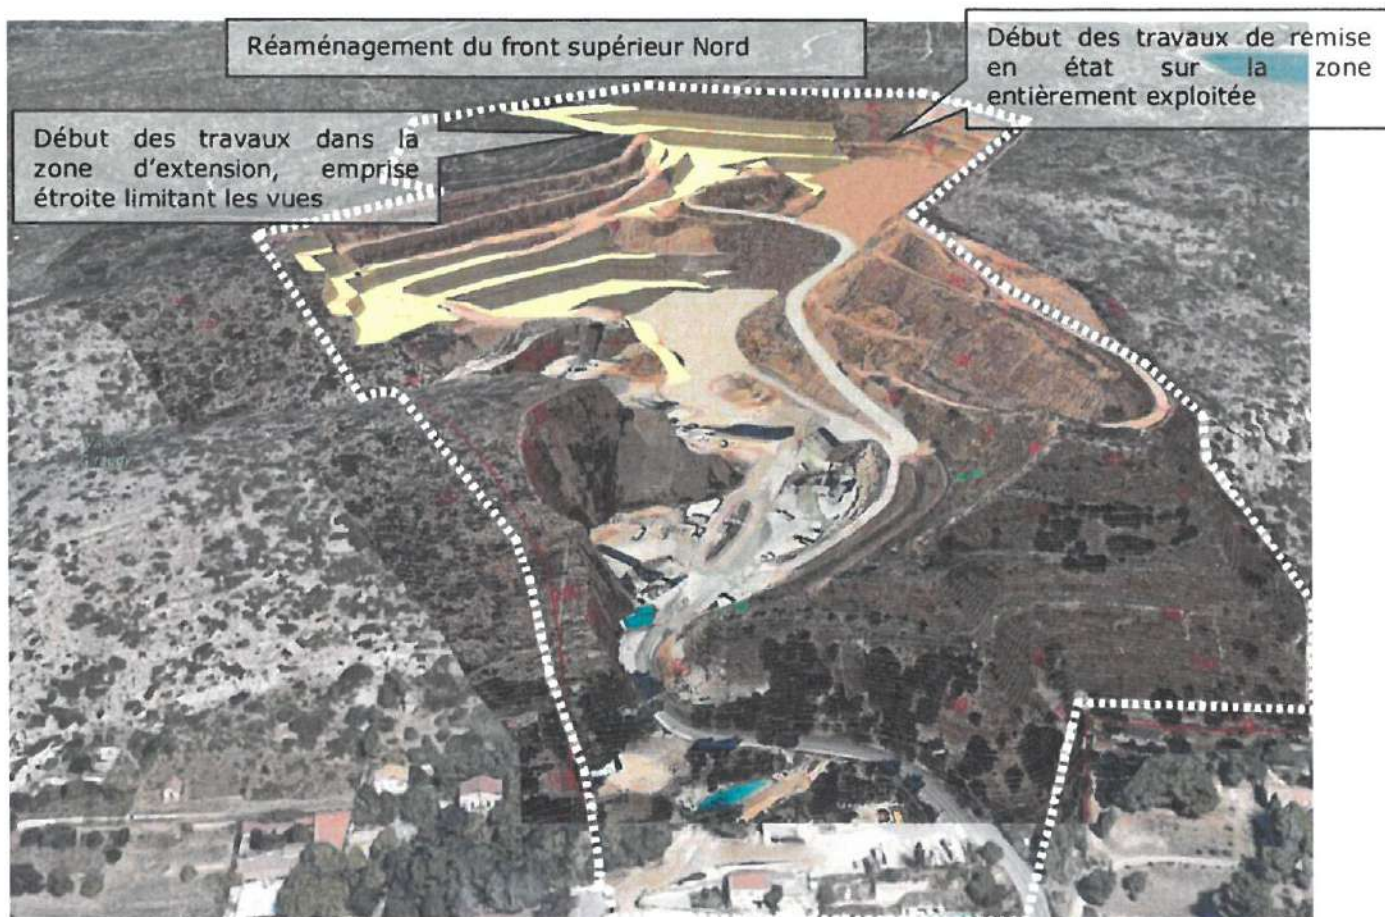 Réaménagement du front supérieur Nord
Début des travaux de remise
en état sur la zone
entièrement exploitée
Début des travaux dans la
zone d'extension, emprise
étroite limitant les vues